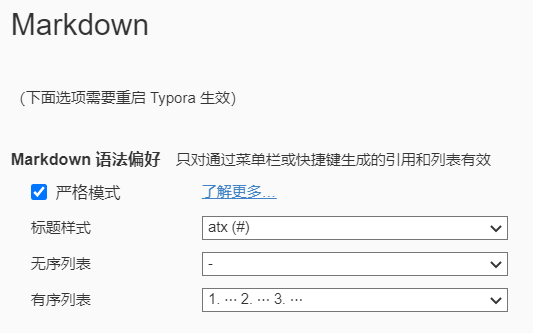 Markdown
(下面选项需要重启 Typora 生效)
Markdown 语法偏好 只对通过菜单栏或快捷键生成的引用和列表有效
严格模式 了解更多...
标题样式 atx (#)
无序列表 -
有序列表 1. ··· 2. ··· 3. ···